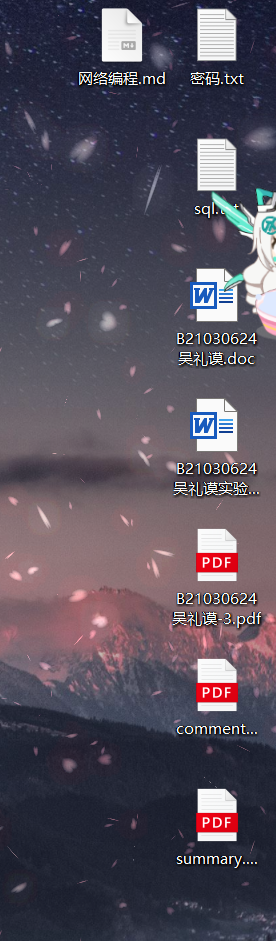 网络编程.md
密码.txt
sql.txt
B21030624
吴礼谟.doc
B21030624
吴礼谟实验...
PDF
B21030624
吴礼谟-3.pdf
PDF
comment...
PDF
summary....